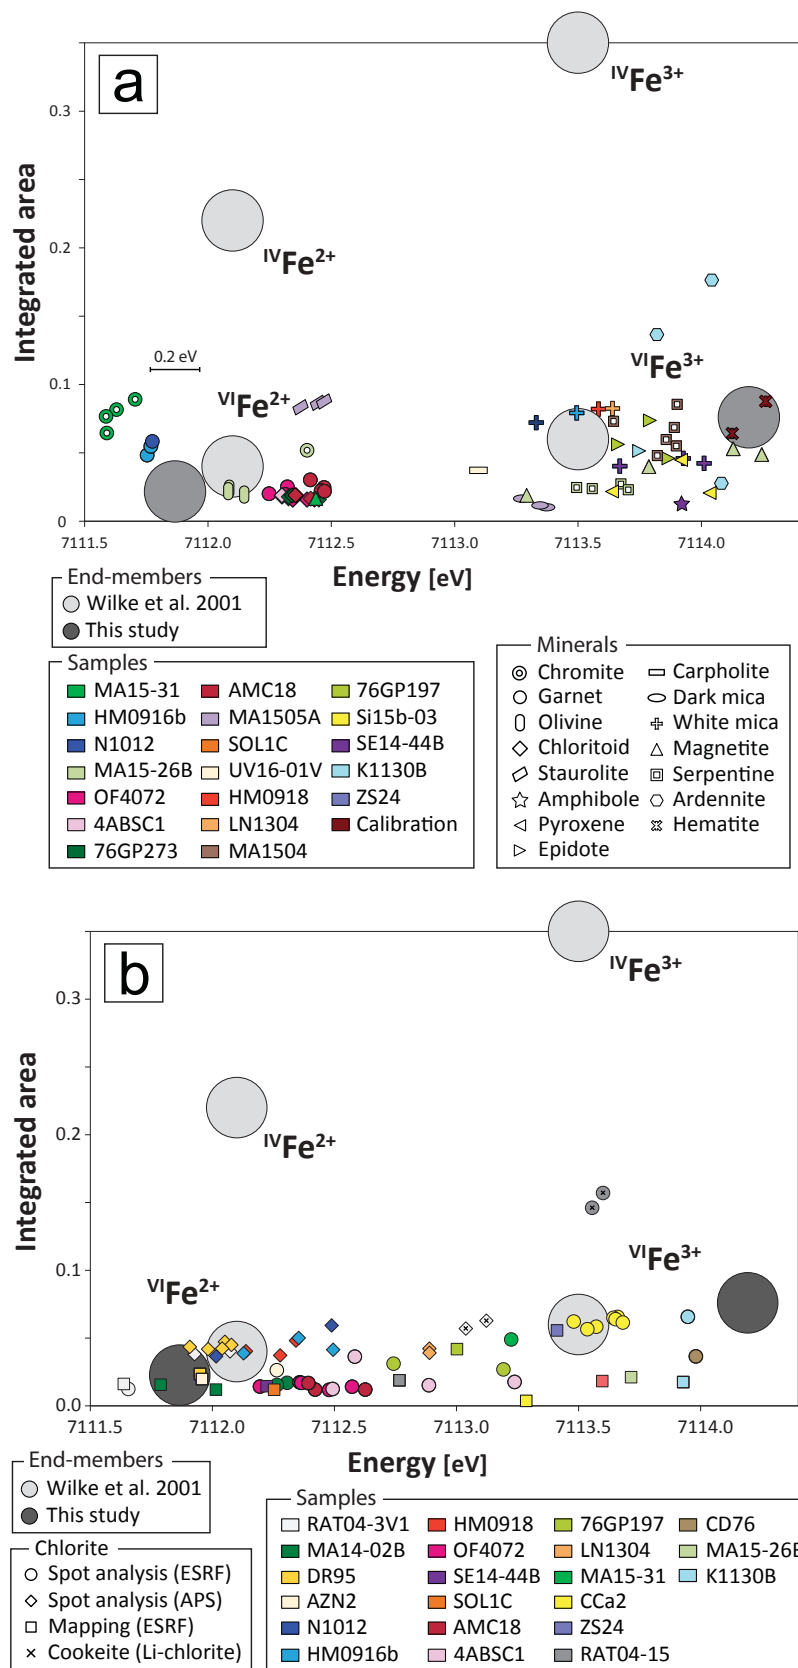 a
IVFe3+
0.3
Integrated area
0.2
IVFe2+
0.2 eV
VIFe3+
0.1
VIFe2+
0
7111.5 7112.0 7112.5 7113.0 7113.5 7114.0
Energy [eV]
End-members
Wilke et al. 2001
This study
Samples
MA15-31 AMC18 76GP197
HM0916b MA1505A Si15b-03
N1012 SOL1C SE14-44B
MA15-26B UV16-01V K1130B
OF4072 HM0918 ZS24
4ABSC1 LN1304 Calibration
76GP273 MA1504
Minerals
Chromite Carpholite
Garnet Dark mica
Olivine White mica
Chloritoid Magnetite
Staurolite Serpentine
Amphibole Ardennite
Pyroxene Hematite
Epidote
b
IVFe3+
0.3
Integrated area
0.2
IVFe2+
VIFe3+
0.1
VIFe2+
0.0
7111.5 7112.0 7112.5 7113.0 7113.5 7114.0
Energy [eV]
End-members
Wilke et al. 2001
This study
Chlorite
Spot analysis (ESRF)
Spot analysis (APS)
Mapping (ESRF)
Cookeite (Li-chlorite)
Samples
RAT04-3V1 HM0918 76GP197 CD76
MA14-02B OF4072 LN1304 MA15-26B
DR95 SE14-44B MA15-31 K1130B
AZN2 SOL1C CCa2
N1012 AMC18 ZS24
HM0916b 4ABSC1 RAT04-15